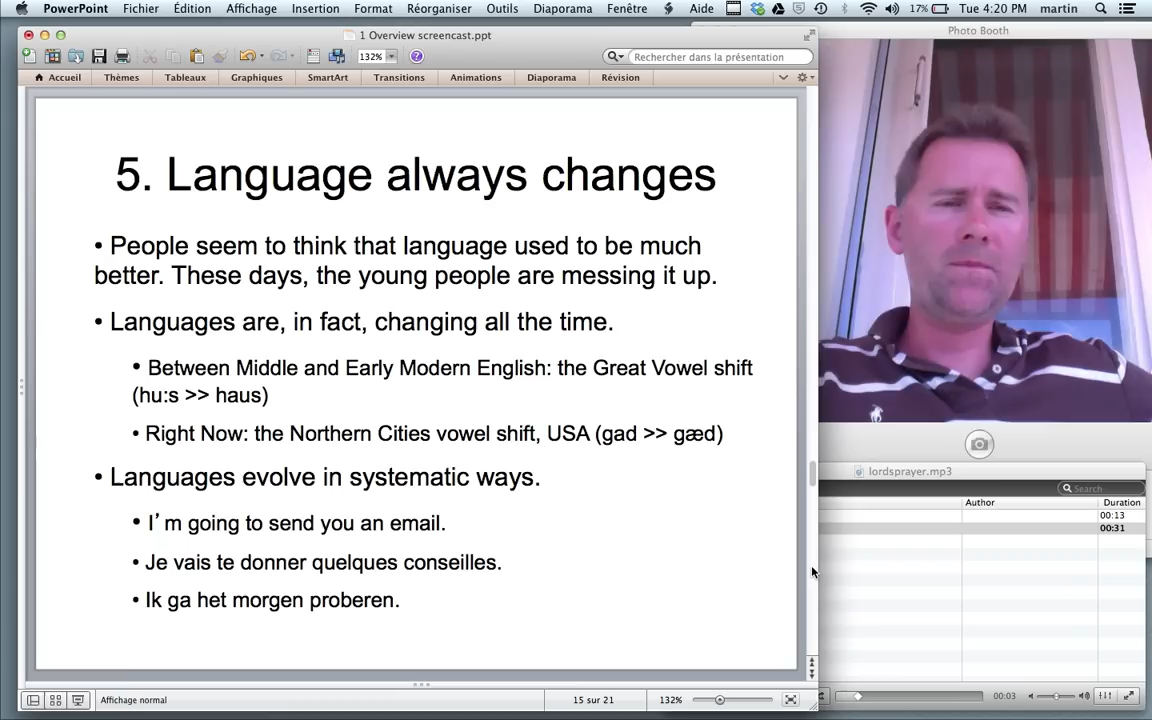 PowerPoint Fichier Édition Affichage Insertion Format Réorganiser Outils Diaporama Fenêtre Aide 17% Tue 4:20 PM martin
1 Overview screencast.ppt
132%
Rechercher dans la présentation
Accueil Thèmes Tableaux Graphiques SmartArt Transitions Animations Diaporama Révision
5. Language always changes
• People seem to think that language used to be much
better. These days, the young people are messing it up.
• Languages are, in fact, changing all the time.
• Between Middle and Early Modern English: the Great Vowel shift
(hu:s >> haus)
• Right Now: the Northern Cities vowel shift, USA (gad >> gæd)
• Languages evolve in systematic ways.
• I’m going to send you an email.
• Je vais te donner quelques conseilles.
• Ik ga het morgen proberen.
Affichage normal 15 sur 21 132%
Photo Booth
lordsprayer.mp3
Search
Author Duration
00:13
00:31
00:03